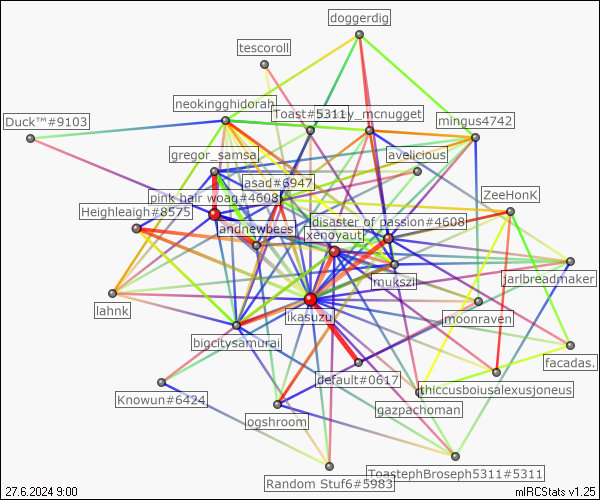 doggerdig
tescoroll
neokingghidorah
Toast#5311
y_mcnugget
mingus4742
Duck™#9103
gregor_samsa
avelicious
asad#6947
pink hair woag#4608
ZeeHonK
Heighleaigh#8575
disaster of passion#4608
andnewbees
xenoyaut
mukszi
jarlbreadmaker
lahnk
ikasuzu
moonraven
bigcitysamurai
facadas.
default#0617
thiccusboiusalexusjoneus
Knowun#6424
gazpachoman
ogshroom
ToastephBroseph5311#5311
Random Stuf6#5983
27.6.2024 9:00
mIRCStats v1.25